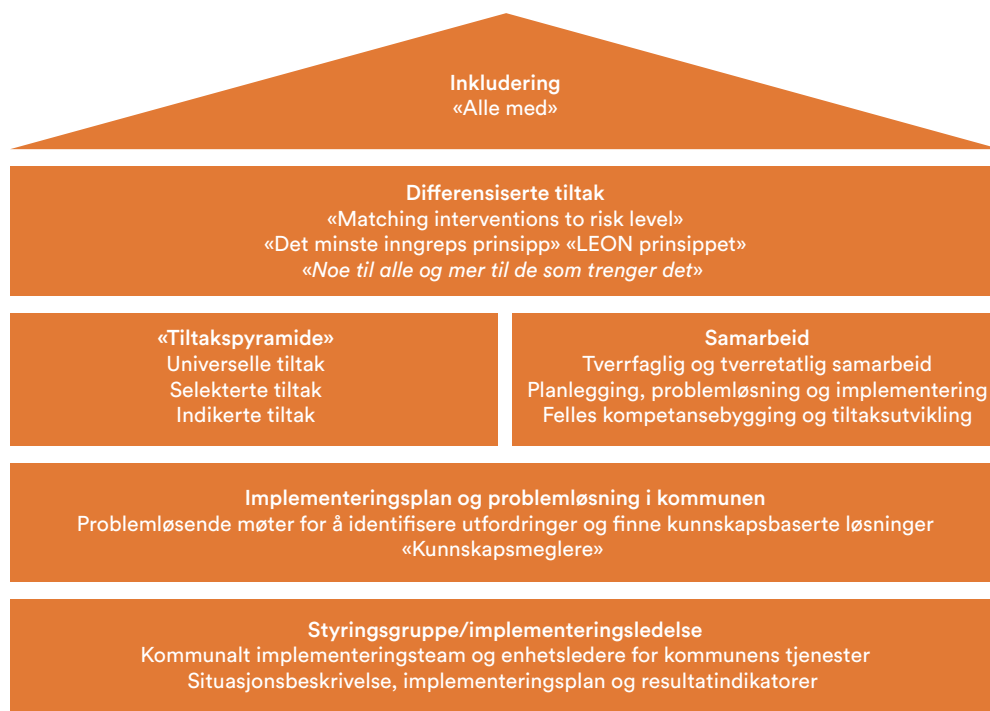 Inkludering
«Alle med»
Differensiserte tiltak
«Matching interventions to risk level»
«Det minste inngreps prinsipp» «LEON prinsippet»
«Noe til alle og mer til de som trenger det»
«Tiltakspyramide»
Universelle tiltak
Selekterte tiltak
Indikerte tiltak
Samarbeid
Tverrfaglig og tverretatlig samarbeid
Planlegging, problemløsning og implementering
Felles kompetansebygging og tiltaksutvikling
Implementeringsplan og problemløsning i kommunen
Problemløsende møter for å identifisere utfordringer og finne kunnskapsbaserte løsninger
«Kunnskapsmeglere»
Styringsgruppe/implementeringsledelse
Kommunalt implementeringsteam og enhetsledere for kommunens tjenester
Situasjonsbeskrivelse, implementeringsplan og resultatindikatorer